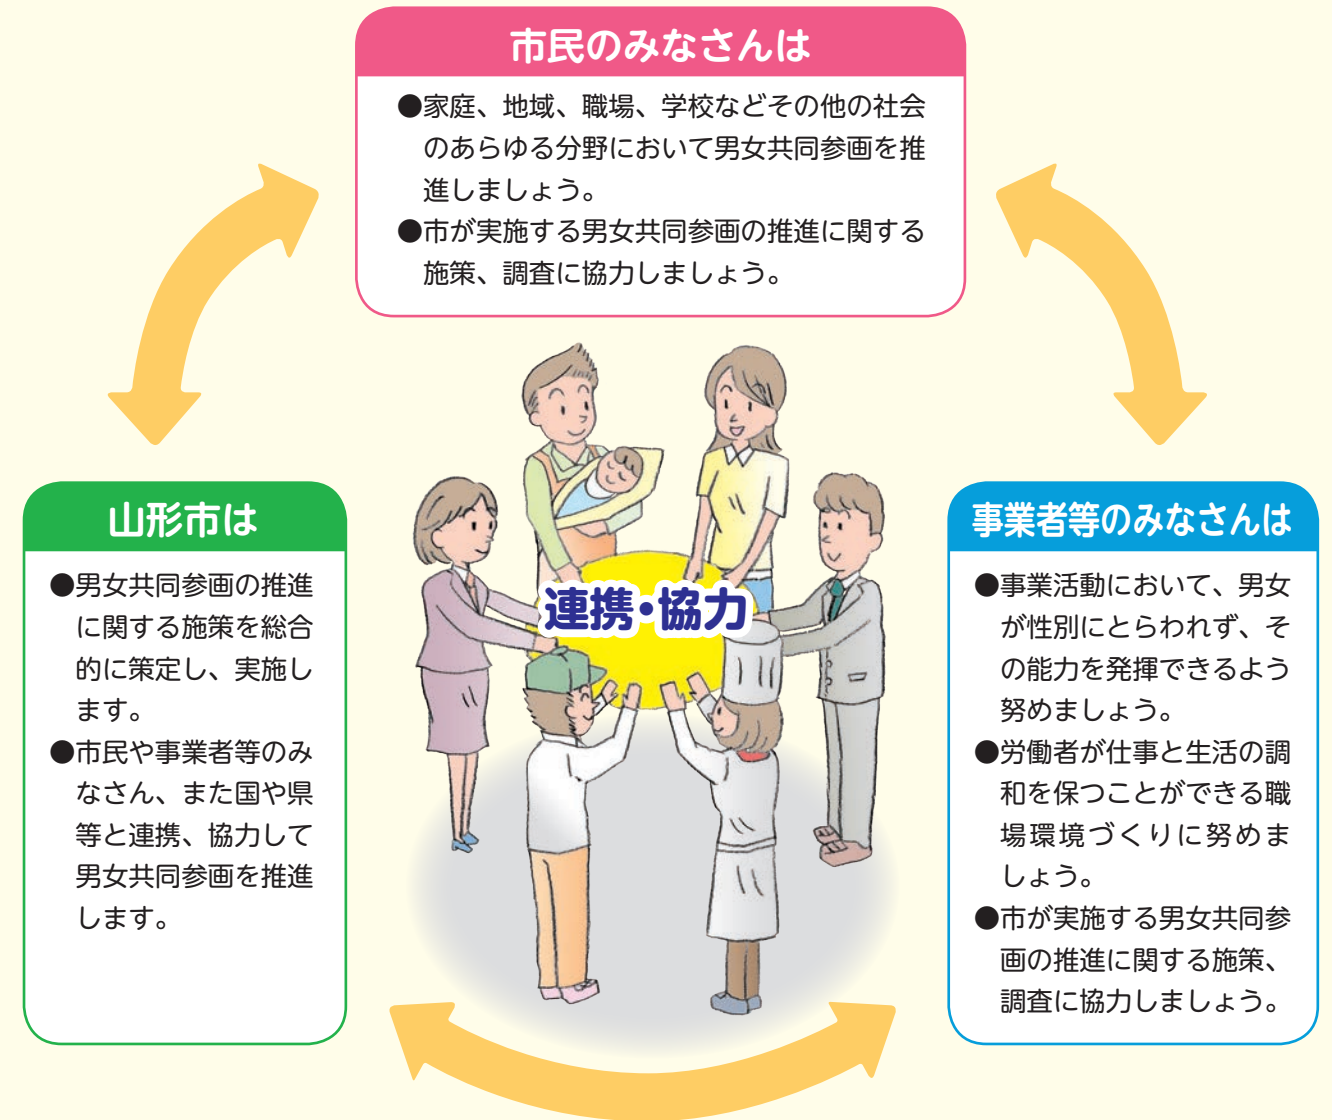 市民のみなさんは
●家庭、地域、職場、学校などその他の社会
のあらゆる分野において男女共同参画を推
進しましょう。
●市が実施する男女共同参画の推進に関する
施策、調査に協力しましょう。
連携・協力
山形市は
●男女共同参画の推進
に関する施策を総合
的に策定し、実施し
ます。
●市民や事業者等のみ
なさん、また国や県
等と連携、協力して
男女共同参画を推進
します。
事業者等のみなさんは
●事業活動において、男女
が性別にとらわれず、そ
の能力を発揮できるよう
努めましょう。
●労働者が仕事と生活の調
和を保つことができる職
場環境づくりに努めま
しょう。
●市が実施する男女共同参
画の推進に関する施策、
調査に協力しましょう。